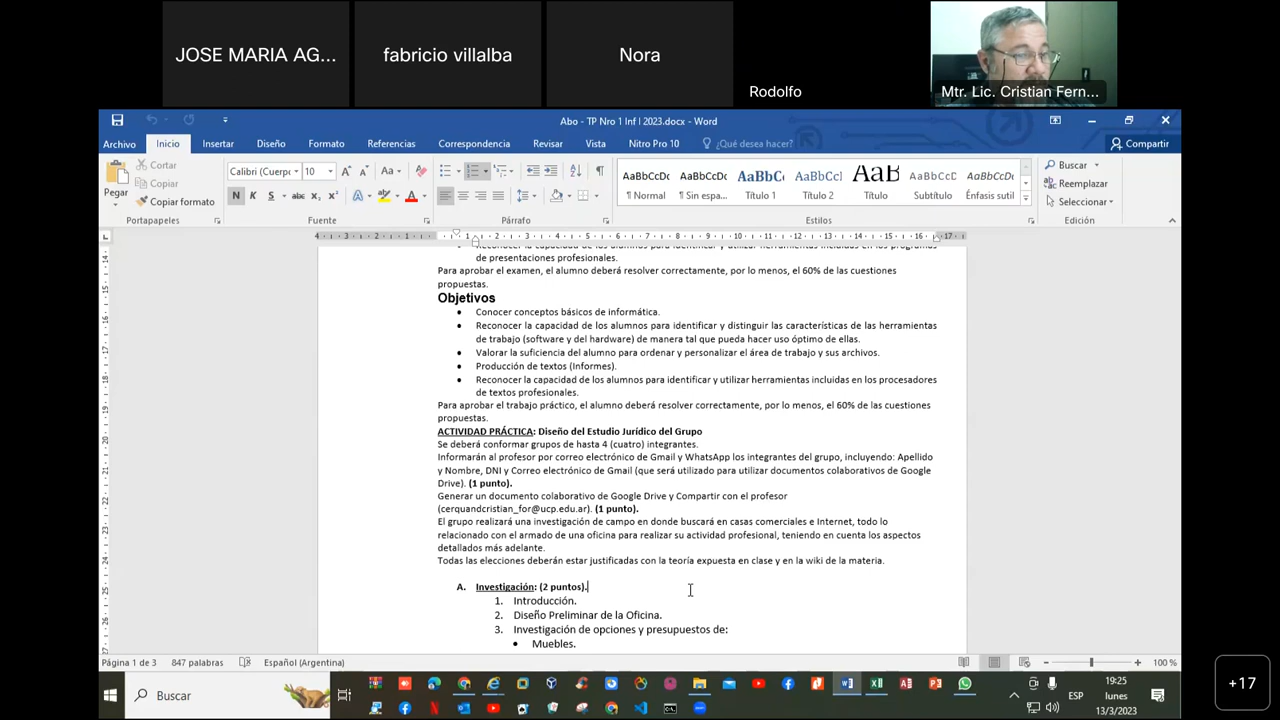 JOSE MARIA AG...
fabricio villalba
Nora
Rodolfo
Mtr. Lic. Cristian Fern...
Abo - TP Nro 1 Inf I 2023.docx - Word
Archivo Inicio Insertar Diseño Formato Referencias Correspondencia Revisar Vista Nitro Pro 10 ¿Qué desea hacer? Compartir
Pegar
Cortar
Copiar
Copiar formato
Portapapeles
Calibri (Cuerpo 10
N K S
Fuente
Párrafo
AaBbCcDc AaBbCcDc AaBbCc AaBbCcI AaB AaBbCcD AaBbCcDc
¶ Normal ¶ Sin espa... Título 1 Título 2 Título Subtítulo Énfasis sutil
Estilos
Buscar
Reemplazar
Seleccionar
Edición
Reconocer la capacidad de los alumnos para identificar y utilizar herramientas incluidas en los programas
de presentaciones profesionales.
Para aprobar el examen, el alumno deberá resolver correctamente, por lo menos, el 60% de las cuestiones
propuestas.
Objetivos
• Conocer conceptos básicos de informática.
• Reconocer la capacidad de los alumnos para identificar y distinguir las características de las herramientas
de trabajo (software y del hardware) de manera tal que pueda hacer uso óptimo de ellas.
• Valorar la suficiencia del alumno para ordenar y personalizar el área de trabajo y sus archivos.
• Producción de textos (Informes).
• Reconocer la capacidad de los alumnos para identificar y utilizar herramientas incluidas en los procesadores
de textos profesionales.
Para aprobar el trabajo práctico, el alumno deberá resolver correctamente, por lo menos, el 60% de las cuestiones
propuestas.
ACTIVIDAD PRÁCTICA: Diseño del Estudio Jurídico del Grupo
Se deberá conformar grupos de hasta 4 (cuatro) integrantes.
Informarán al profesor por correo electrónico de Gmail y WhatsApp los integrantes del grupo, incluyendo: Apellido
y Nombre, DNI y Correo electrónico de Gmail (que será utilizado para utilizar documentos colaborativos de Google
Drive). (1 punto).
Generar un documento colaborativo de Google Drive y Compartir con el profesor
(cerquandcristian_for@ucp.edu.ar). (1 punto).
El grupo realizará una investigación de campo en donde buscará en casas comerciales e Internet, todo lo
relacionado con el armado de una oficina para realizar su actividad profesional, teniendo en cuenta los aspectos
detallados más adelante.
Todas las elecciones deberán estar justificadas con la teoría expuesta en clase y en la wiki de la materia.
A. Investigación: (2 puntos).
1. Introducción.
2. Diseño Preliminar de la Oficina.
3. Investigación de opciones y presupuestos de:
• Muebles.
Página 1 de 3 847 palabras Español (Argentina) 100 %
Buscar
ESP
19:25
lunes
13/3/2023
+17